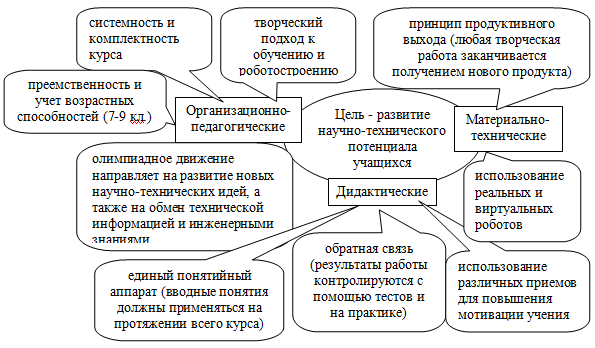 системность и
комплектность
курса
творческий
подход к
обучению и
роботостроению
принцип продуктивного
выхода (любая творческая
работа заканчивается
получением нового продукта)
преемственность и
учет возрастных
способностей (7-9 кл.)
Организационно-
педагогические
Цель - развитие
научно-технического
потенциала
учащихся
Материально-
технические
олимпиадное движение
направляет на развитие новых
научно-технических идей, а
также на обмен технической
информацией и инженерными
знаниями
Дидактические
использование
реальных и
виртуальных
роботов
единый понятийный
аппарат (вводные понятия
должны применяться на
протяжении всего курса)
обратная связь
(результаты работы
контролируются с
помощью тестов и
на практике)
использование
различных приемов
для повышения
мотивации учения